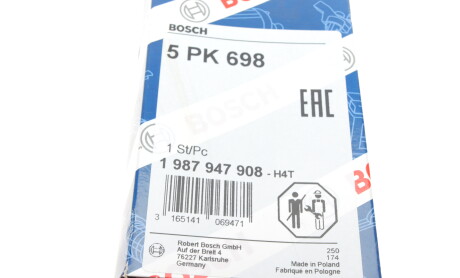 BOSCH
5 PK 698
EAC
BOSCH
1 St/Pc
1 987 947 908 - H4T
3 165141 069471
Robert Bosch GmbH
Auf der Breit 4
76227 Karlsruhe
Germany
250
174
Made in Poland
Fabriqué en Pologne